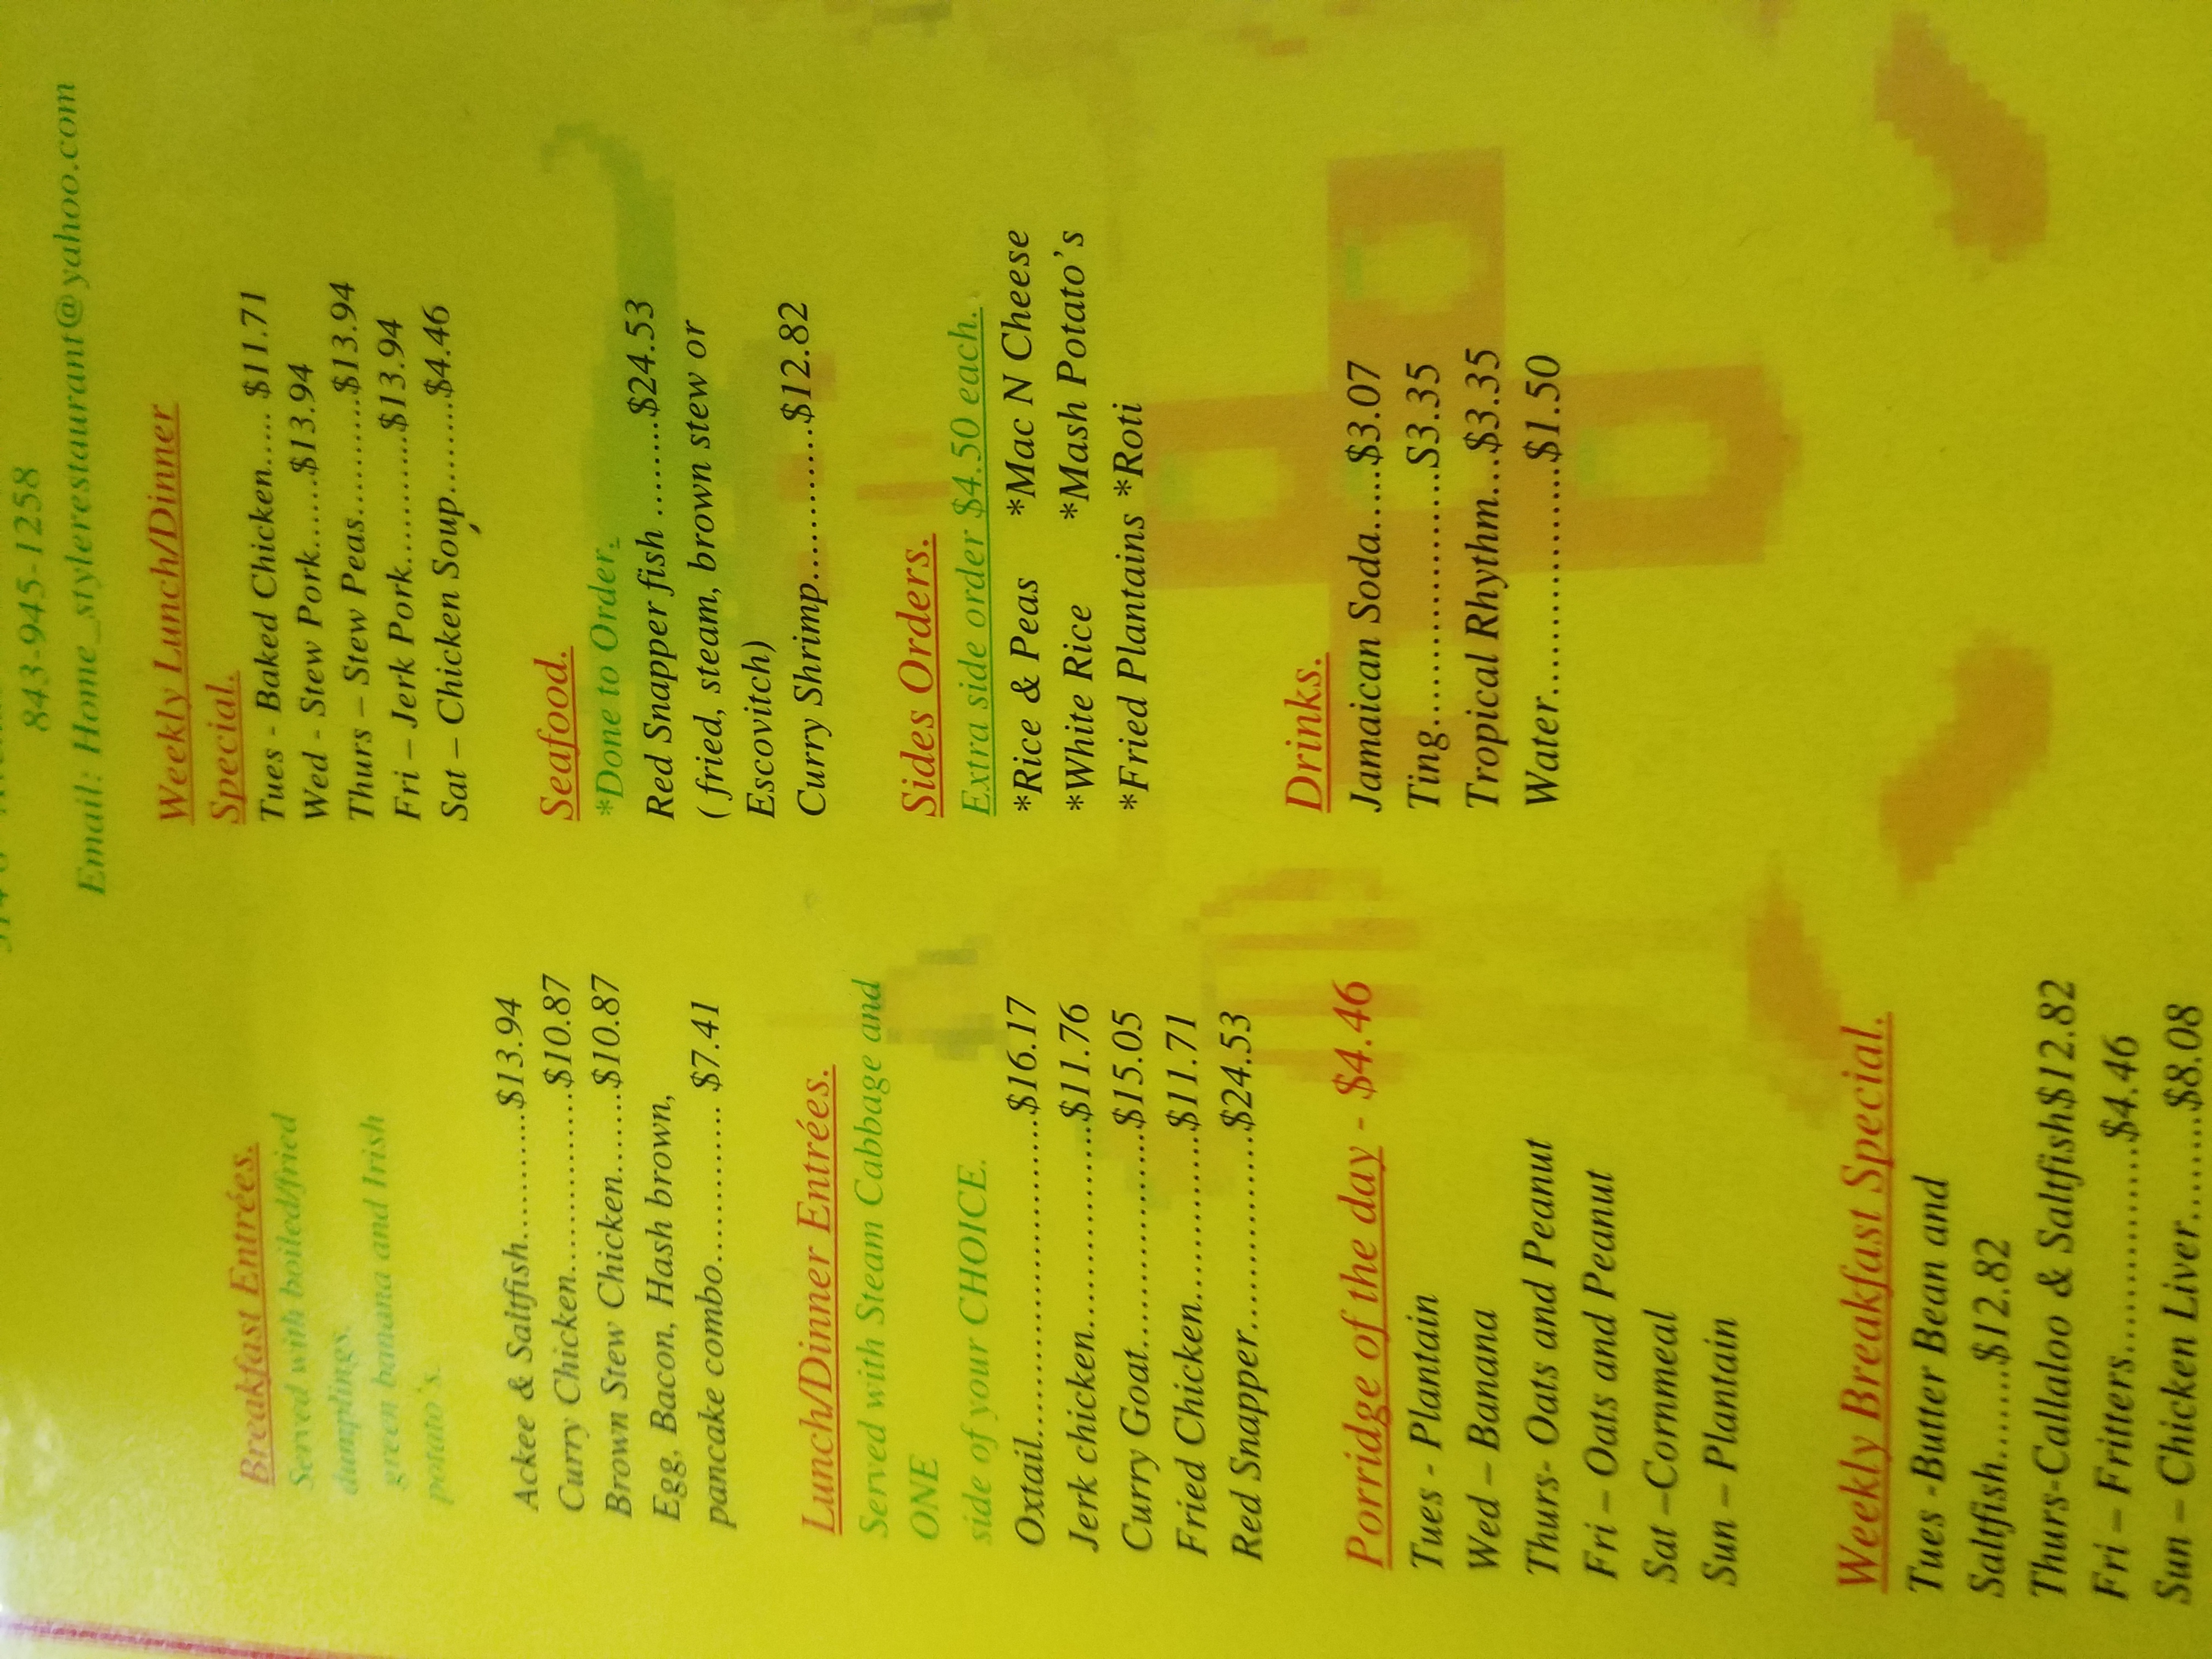 843-945-1258
Email: Home_stylerestaurant@yahoo.com
Breakfast Entrées.
Served with boiled/fried
dumplings,
green banana and Irish
potato's.
Ackee & Saltfish...........$13.94
Curry Chicken................$10.87
Brown Stew Chicken.......$10.87
Egg, Bacon, Hash brown,
pancake combo.............. $7.41
Lunch/Dinner Entrées.
Served with Steam Cabbage and
ONE
side of your CHOICE.
Oxtail.............................$16.17
Jerk chicken..................$11.76
Curry Goat...................$15.05
Fried Chicken...............$11.71
Red Snapper.................$24.53
Porridge of the day - $4.46
Tues - Plantain
Wed – Banana
Thurs- Oats and Peanut
Fri – Oats and Peanut
Sat –Cornmeal
Sun – Plantain
Weekly Breakfast Special.
Tues -Butter Bean and
Saltfish.......$12.82
Thurs-Callaloo & Saltfish$12.82
Fri – Fritters................$4.46
Sun – Chicken Liver.........$8.08
Weekly Lunch/Dinner
Special.
Tues - Baked Chicken..... $11.71
Wed - Stew Pork......$13.94
Thurs – Stew Peas..........$13.94
Fri – Jerk Pork...........$13.94
Sat – Chicken Soup........$4.46
Seafood.
*Done to Order.
Red Snapper fish ........$24.53
( fried, steam, brown stew or
Escovitch)
Curry Shrimp............$12.82
Sides Orders.
Extra side order $4.50 each.
*Rice & Peas *Mac N Cheese
*White Rice *Mash Potato's
*Fried Plantains *Roti
Drinks.
Jamaican Soda.....$3.07
Ting...................S3.35
Tropical Rhythm...$3.35
Water..................$1.50